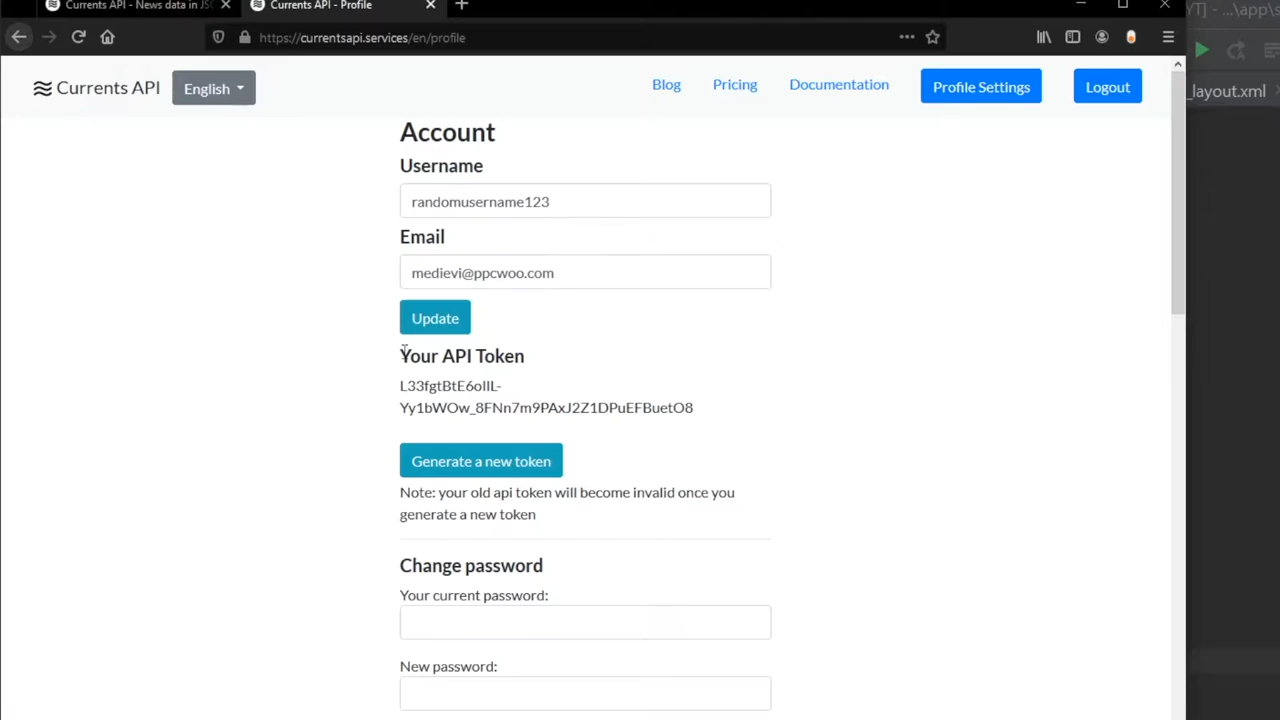 Currents API - News data in JS
Currents API - Profile
YT] - ...\app\s
https://currentsapi.services/en/profile
_layout.xml
Currents API
English
Blog
Pricing
Documentation
Profile Settings
Logout
Account
Username
randomusername123
Email
medievi@ppcwoo.com
Update
Your API Token
L33fgtBtE6oIIL-
Yy1bWOw_8FNn7m9PAxJ2Z1DPuEFBuetO8
Generate a new token
Note: your old api token will become invalid once you
generate a new token
Change password
Your current password:
New password: